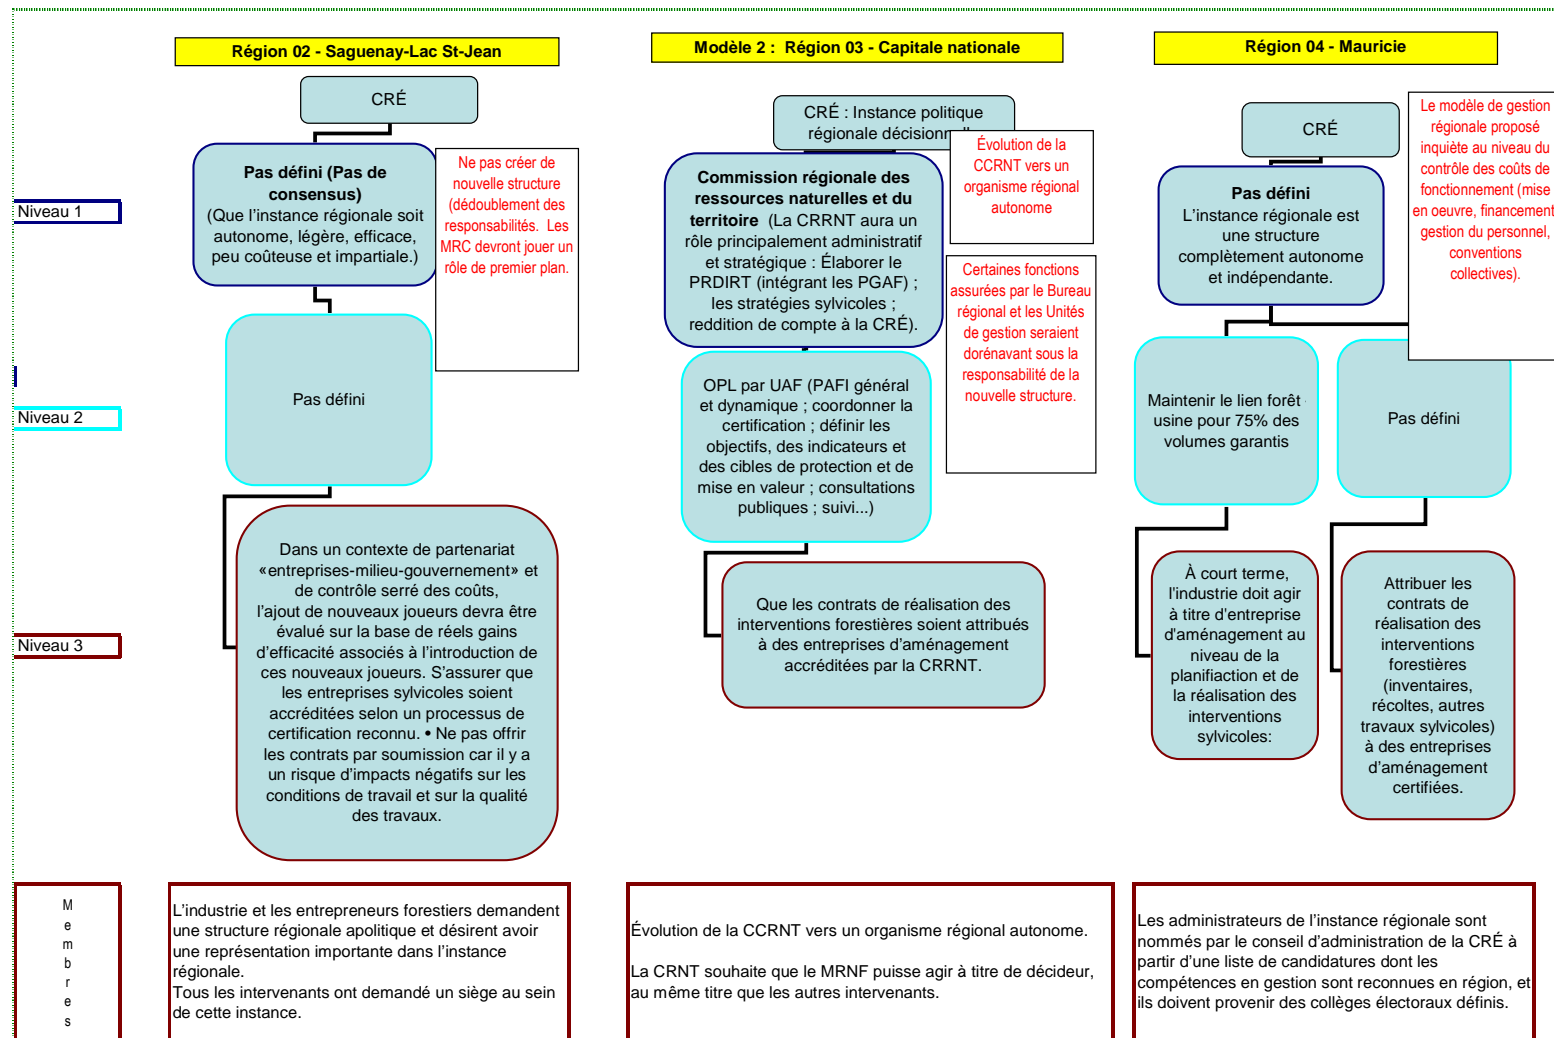 Région 02 - Saguenay-Lac St-Jean
CRÉ
Pas défini (Pas de
consensus)
(Que l'instance régionale soit
autonome, légère, efficace,
peu coûteuse et impartiale.)
Ne pas créer de
nouvelle structure
(dédoublement des
responsabilités. Les
MRC devront jouer un
rôle de premier plan.
Pas défini
Dans un contexte de partenariat
«entreprises-milieu-gouvernement» et
de contrôle serré des coûts,
l'ajout de nouveaux joueurs devra être
évalué sur la base de réels gains
d'efficacité associés à l'introduction de
ces nouveaux joueurs. S'assurer que
les entreprises sylvicoles soient
accréditées selon un processus de
certification reconnu. • Ne pas offrir
les contrats par soumission car il y a
un risque d'impacts négatifs sur les
conditions de travail et sur la qualité
des travaux.
Modèle 2 : Région 03 - Capitale nationale
CRÉ : Instance politique
régionale
Évolution de la
CCRNT vers un
organisme régional
autonome
Commission régionale des
ressources naturelles et du
territoire (La CRRNT aura un
rôle principalement administratif
et stratégique : Élaborer le
PRDIRT (intégrant les PGAF) ;
les stratégies sylvicoles ;
reddition de compte à la CRÉ).
Certaines fonctions
assurées par le Bureau
régional et les Unités
de gestion seraient
dorénavant sous la
responsabilité de la
nouvelle structure.
OPL par UAF (PAFI général
et dynamique ; coordonner la
certification ; définir les
objectifs, des indicateurs et
des cibles de protection et de
mise en valeur ; consultations
publiques ; suivi...)
Que les contrats de réalisation des
interventions forestières soient attribués
à des entreprises d'aménagement
accréditées par la CRRNT.
Région 04 - Mauricie
CRÉ
Le modèle de gestion
régionale proposé
inquiète au niveau du
contrôle des coûts de
fonctionnement (mise
en oeuvre, financement
gestion du personnel,
conventions
collectives).
Pas défini
L'instance régionale est
une structure
complètement autonome
et indépendante.
Maintenir le lien forêt
usine pour 75% des
volumes garantis
Pas défini
À court terme,
l'industrie doit agir
à titre d'entreprise
d'aménagement au
niveau de la
planifiaction et de
la réalisation des
interventions
sylvicoles:
Attribuer les
contrats de
réalisation des
interventions
forestières
(inventaires,
récoltes, autres
travaux sylvicoles)
à des entreprises
d'aménagement
certifiées.
Niveau 1
Niveau 2
Niveau 3
Membres
L'industrie et les entrepreneurs forestiers demandent
une structure régionale apolitique et désirent avoir
une représentation importante dans l'instance
régionale.
Tous les intervenants ont demandé un siège au sein
de cette instance.
Évolution de la CCRNT vers un organisme régional autonome.
La CRNT souhaite que le MRNF puisse agir à titre de décideur,
au même titre que les autres intervenants.
Les administrateurs de l'instance régionale sont
nommés par le conseil d'administration de la CRÉ à
partir d'une liste de candidatures dont les
compétences en gestion sont reconnues en région, et
ils doivent provenir des collèges électoraux définis.